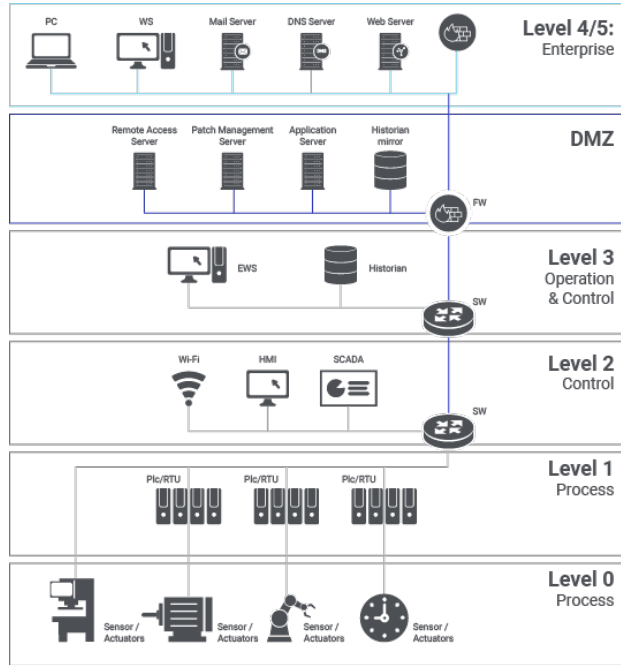 PC
WS
Mail Server
DNS Server
Web Server
Level 4/5:
Enterprise
Remote Access
Server
Patch Management
Server
Application
Server
Historian
mirror
DMZ
FW
EWS
Historian
Level 3
Operation
& Control
SW
Wi-Fi
HMI
SCADA
Level 2
Control
SW
Plc/RTU
Plc/RTU
Plc/RTU
Level 1
Process
Level 0
Process
Sensor /
Actuators
Sensor /
Actuators
Sensor /
Actuators
Sensor /
Actuators